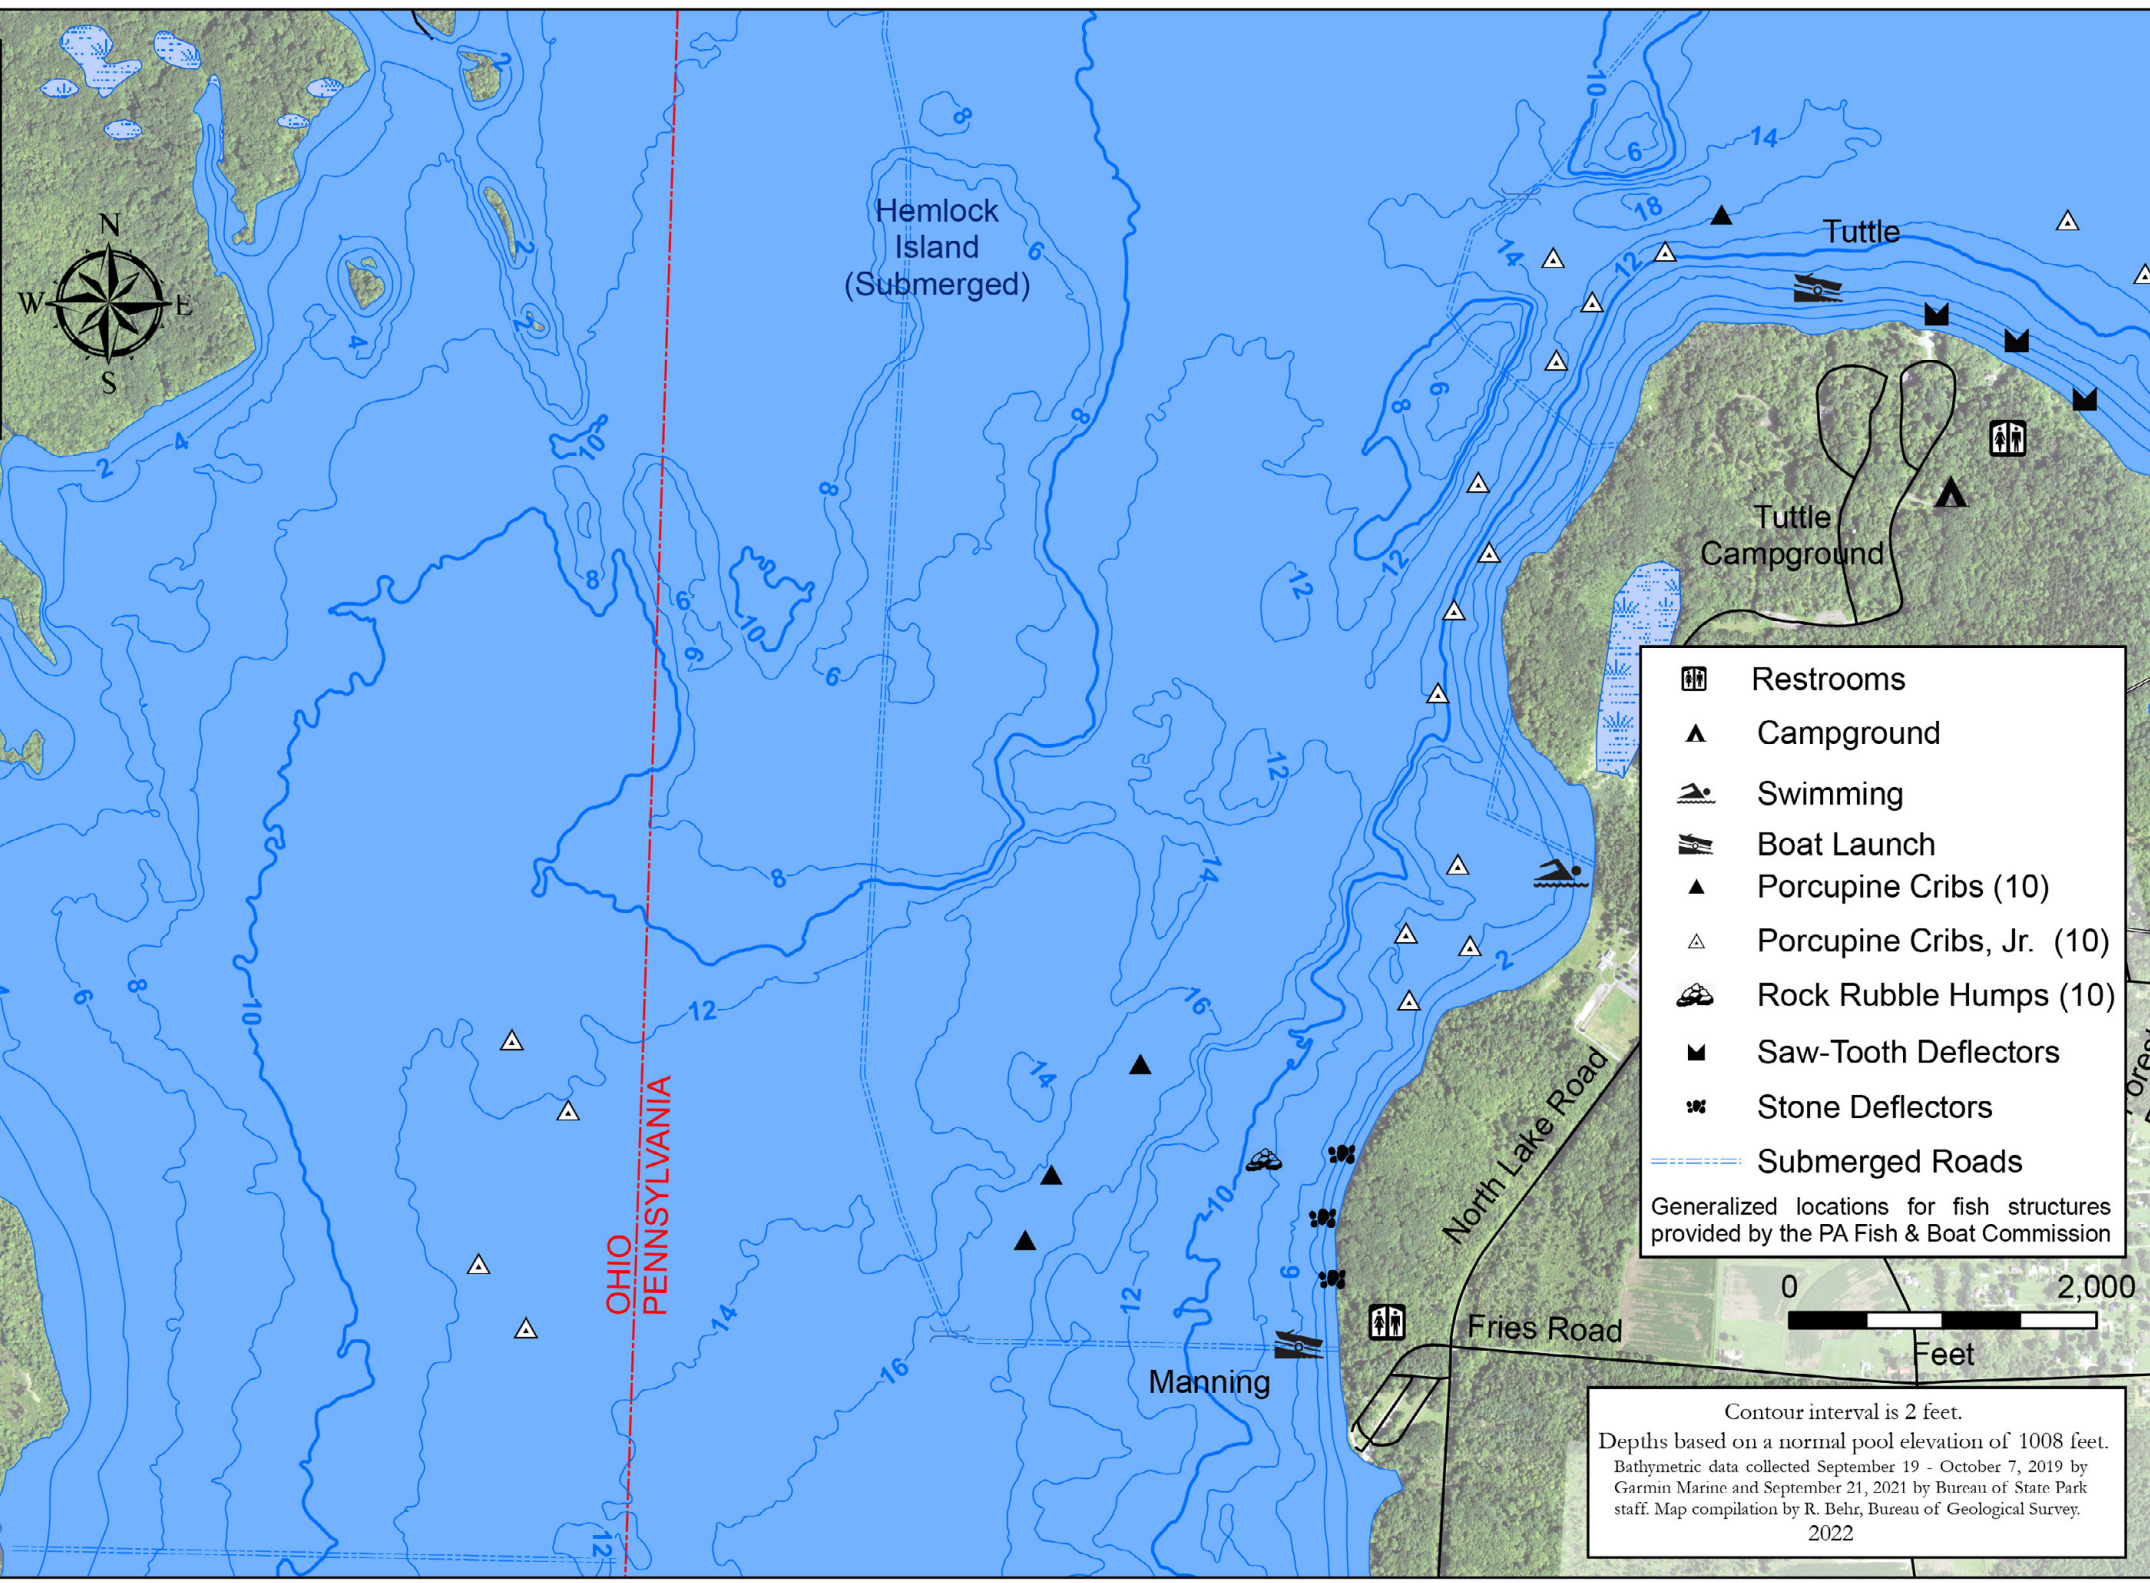 N
W E
S
Hemlock
Island
(Submerged)
Tuttle
Tuttle
Campground
OHIO
PENNSYLVANIA
Manning
North Lake Road
Fries Road
2
2
2
2
4
4
6
6
6
6
6
6
6
6
8
8
8
8
8
8
8
8
10
10
10
10
10
12
12
12
12
12
12
12
14
14
14
14
14
16
16
18
2
9
Restrooms
Campground
Swimming
Boat Launch
Porcupine Cribs (10)
Porcupine Cribs, Jr. (10)
Rock Rubble Humps (10)
Saw-Tooth Deflectors
Stone Deflectors
Submerged Roads
Generalized locations for fish structures
provided by the PA Fish & Boat Commission
0 2,000
Feet
Contour interval is 2 feet.
Depths based on a normal pool elevation of 1008 feet.
Bathymetric data collected September 19 - October 7, 2019 by
Garmin Marine and September 21, 2021 by Bureau of State Park
staff. Map compilation by R. Behr, Bureau of Geological Survey.
2022